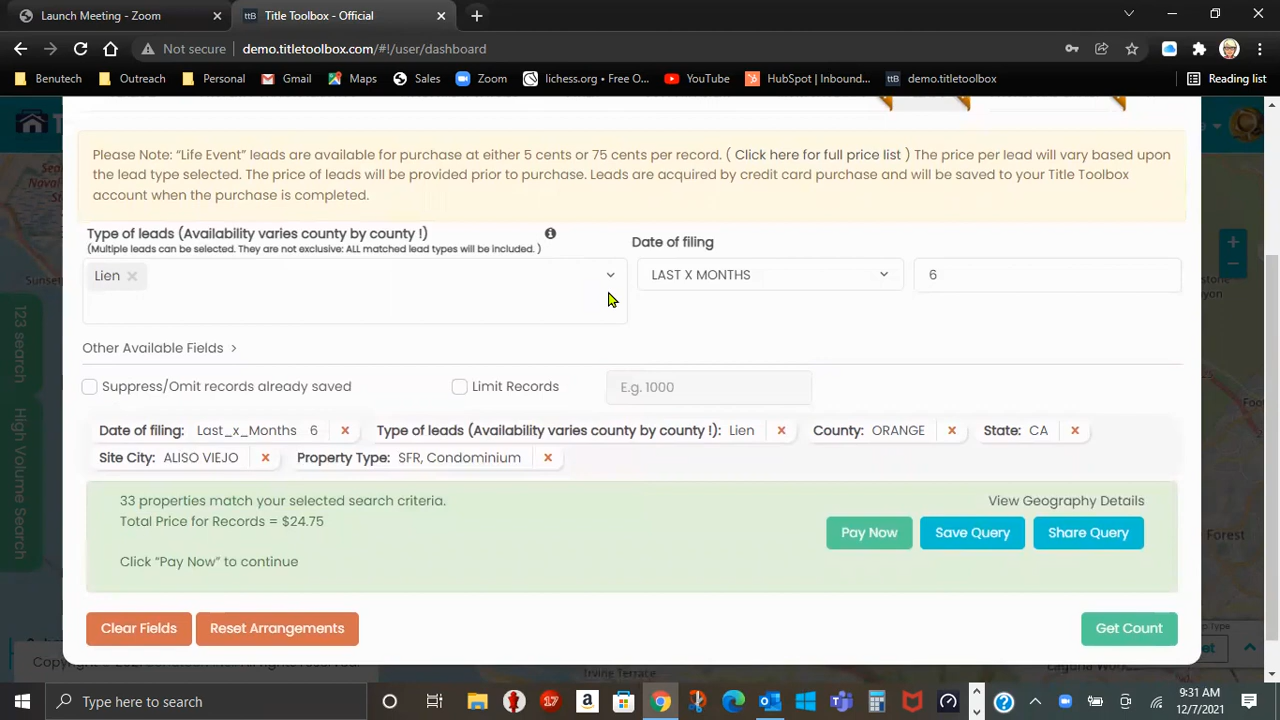 Launch Meeting - Zoom
Title Toolbox - Official
Not secure
demo.titletoolbox.com/#!/user/dashboard
Benutech
Outreach
Personal
Gmail
Maps
Sales
Zoom
lichess.org • Free O...
YouTube
HubSpot | Inbound...
demo.titletoolbox.com
Reading list
Please Note: “Life Event” leads are available for purchase at either 5 cents or 75 cents per record. ( Click here for full price list ) The price per lead will vary based upon
the lead type selected. The price of leads will be provided prior to purchase. Leads are acquired by credit card purchase and will be saved to your Title Toolbox
account when the purchase is completed.
Type of leads (Availability varies county by county !)
(Multiple leads can be selected. They are not exclusive: ALL matched lead types will be included. )
Date of filing
Lien
LAST X MONTHS
6
Other Available Fields >
Suppress/Omit records already saved
Limit Records
E.g. 1000
Date of filing: Last_x_Months 6
Type of leads (Availability varies county by county !): Lien
County: ORANGE
State: CA
Site City: ALISO VIEJO
Property Type: SFR, Condominium
33 properties match your selected search criteria.
View Geography Details
Total Price for Records = $24.75
Pay Now
Save Query
Share Query
Click “Pay Now” to continue
Clear Fields
Reset Arrangements
Get Count
123 search
High Volume Search
Forest
Irvine Terrace
Type here to search
17
9:31 AM
12/7/2021